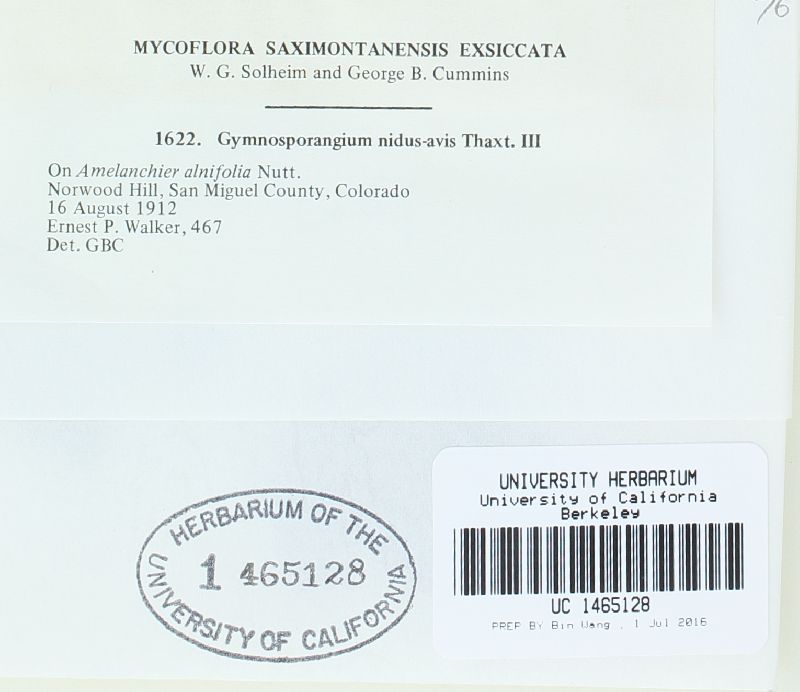 76
MYCOFLORA SAXIMONTANENSIS EXSICCATA
W. G. Solheim and George B. Cummins
1622. Gymnosporangium nidus-avis Thaxt. III
On Amelanchier alnifolia Nutt.
Norwood Hill, San Miguel County, Colorado
16 August 1912
Ernest P. Walker, 467
Det. GBC
HERBARIUM OF THE
1 465128
UNIVERSITY OF CALIFORNIA
UNIVERSITY HERBARIUM
University of California
Berkeley
UC 1465128
PREP BY Bin Wang . 1 Jul 2016